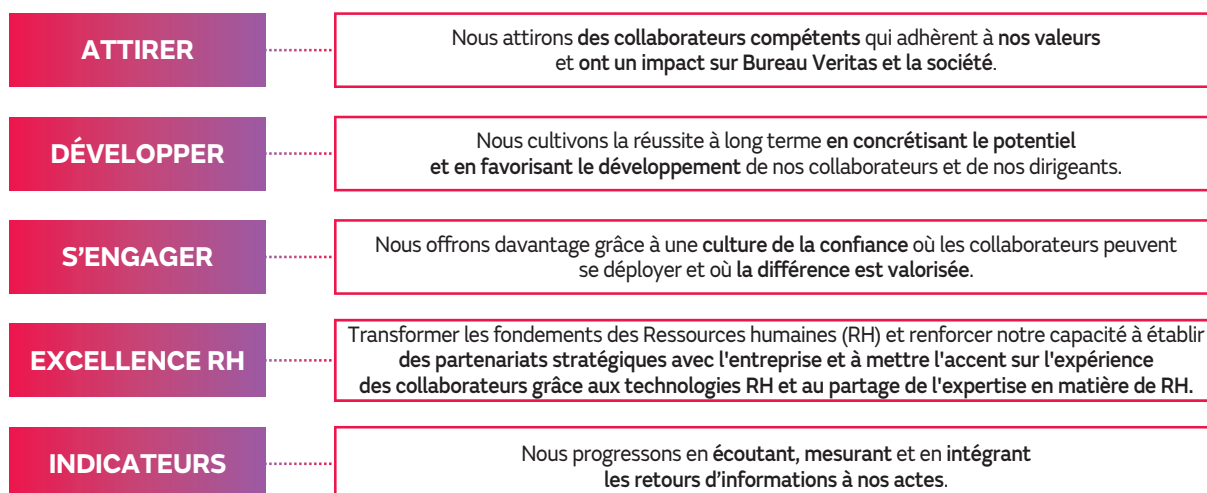 ATTIRER
Nous attirons des collaborateurs compétents qui adhèrent à nos valeurs
et ont un impact sur Bureau Veritas et la société.
DÉVELOPPER
Nous cultivons la réussite à long terme en concrétisant le potentiel
et en favorisant le développement de nos collaborateurs et de nos dirigeants.
S’ENGAGER
Nous offrons davantage grâce à une culture de la confiance où les collaborateurs peuvent
se déployer et où la différence est valorisée.
EXCELLENCE RH
Transformer les fondements des Ressources humaines (RH) et renforcer notre capacité à établir
des partenariats stratégiques avec l'entreprise et à mettre l'accent sur l'expérience
des collaborateurs grâce aux technologies RH et au partage de l'expertise en matière de RH.
INDICATEURS
Nous progressons en écoutant, mesurant et en intégrant
les retours d’informations à nos actes.